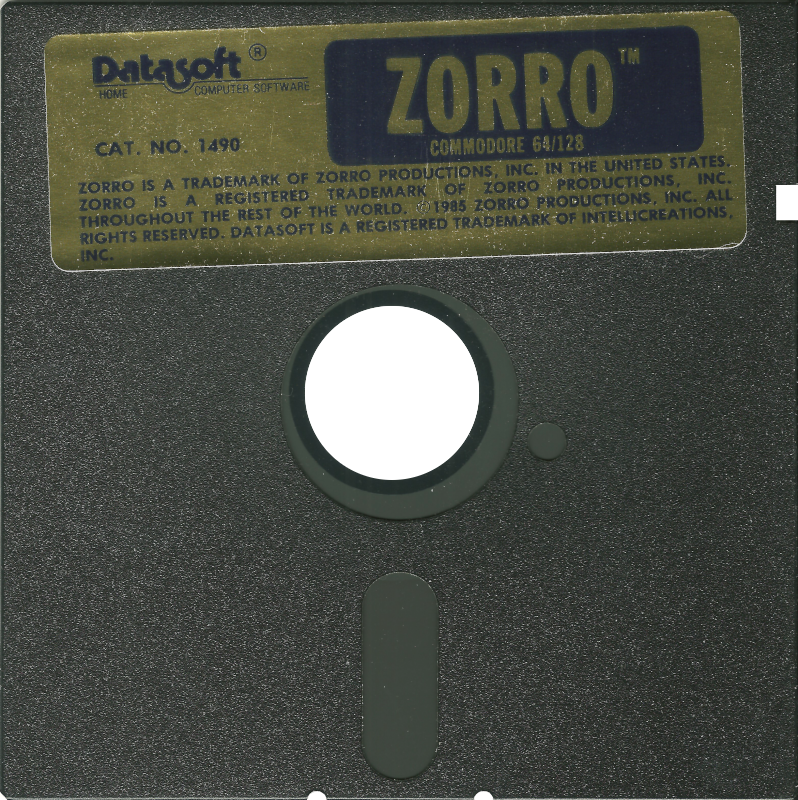 Datasoft ®
HOME COMPUTER SOFTWARE
ZORRO™
COMMODORE 64/128
CAT. NO. 1490
ZORRO IS A TRADEMARK OF ZORRO PRODUCTIONS, INC. IN THE UNITED STATES.
ZORRO IS A REGISTERED TRADEMARK OF ZORRO PRODUCTIONS, INC.
THROUGHOUT THE REST OF THE WORLD. ©1985 ZORRO PRODUCTIONS, INC. ALL
RIGHTS RESERVED. DATASOFT IS A REGISTERED TRADEMARK OF INTELLICREATIONS,
INC.